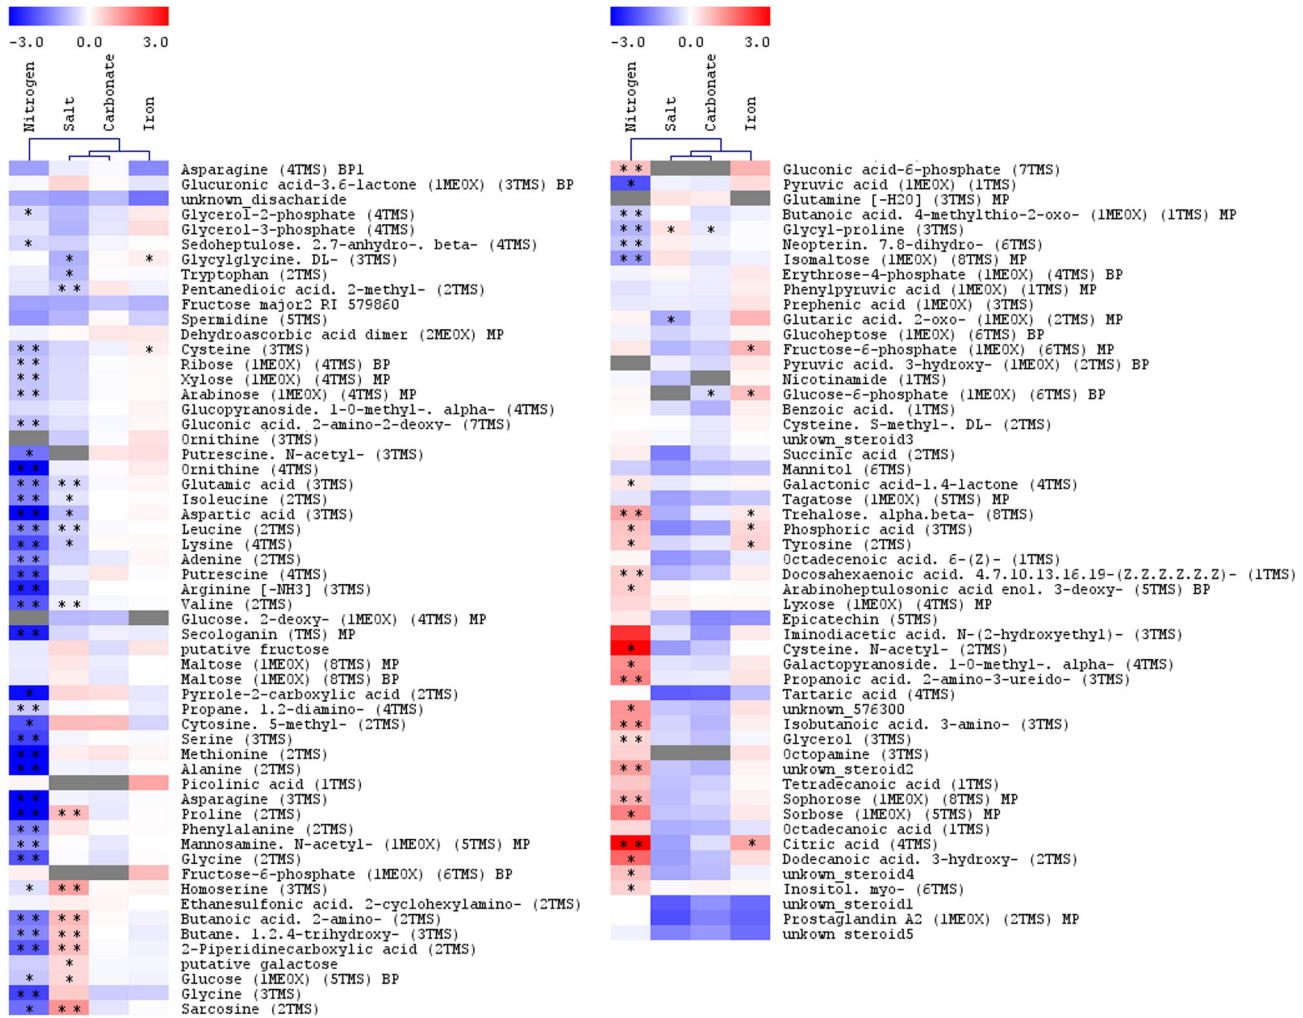 -3.0 0.0 3.0
Nitrogen
Salt
Carbonate
Iron
Asparagine (4TMS) BP1
Glucuronic acid-3.6-lactone (1MEOX) (3TMS) BP
unknown_disacharide
* Glycerol-2-phosphate (4TMS)
Glycerol-3-phosphate (4TMS)
* Sedoheptulose. 2.7-anhydro-. beta- (4TMS)
* * Glycylglycine. DL- (3TMS)
* Tryptophan (2TMS)
* * Pentanedioic acid. 2-methyl- (2TMS)
Fructose major2 RI 579860
Spermidine (5TMS)
Dehydroascorbic acid dimer (2MEOX) MP
* * * Cysteine (3TMS)
* * Ribose (1MEOX) (4TMS) BP
* * Xylose (1MEOX) (4TMS) MP
* * Arabinose (1MEOX) (4TMS) MP
Glucopyranoside. 1-O-methyl-. alpha- (4TMS)
* * Gluconic acid. 2-amino-2-deoxy- (7TMS)
Ornithine (3TMS)
* Putrescine. N-acetyl- (3TMS)
* * Ornithine (4TMS)
* * * * Glutamic acid (3TMS)
* * * Isoleucine (2TMS)
* * * Aspartic acid (3TMS)
* * * * Leucine (2TMS)
* * * Lysine (4TMS)
* * Adenine (2TMS)
* * Putrescine (4TMS)
* * Arginine [-NH3] (3TMS)
* * * * Valine (2TMS)
Glucose. 2-deoxy- (1MEOX) (4TMS) MP
* * Secologanin (TMS) MP
putative fructose
Maltose (1MEOX) (8TMS) MP
Maltose (1MEOX) (8TMS) BP
* Pyrrole-2-carboxylic acid (2TMS)
* * Propane. 1.2-diamino- (4TMS)
* Cytosine. 5-methyl- (2TMS)
* * Serine (3TMS)
* * Methionine (2TMS)
* * Alanine (2TMS)
Picolinic acid (1TMS)
* * Asparagine (3TMS)
* * * * Proline (2TMS)
* * Phenylalanine (2TMS)
* * Mannosamine. N-acetyl- (1MEOX) (5TMS) MP
* * Glycine (2TMS)
Fructose-6-phosphate (1MEOX) (6TMS) BP
* * * Homoserine (3TMS)
Ethanesulfonic acid. 2-cyclohexylamino- (2TMS)
* * * * Butanoic acid. 2-amino- (2TMS)
* * * * Butane. 1.2.4-trihydroxy- (3TMS)
* * * * 2-Piperidinecarboxylic acid (2TMS)
* putative galactose
* * Glucose (1MEOX) (5TMS) BP
* * Glycine (3TMS)
* * * Sarcosine (2TMS)
-3.0 0.0 3.0
Nitrogen
Salt
Carbonate
Iron
* * Gluconic acid-6-phosphate (7TMS)
* Pyruvic acid (1MEOX) (1TMS)
Glutamine [-H2O] (3TMS) MP
* * Butanoic acid. 4-methylthio-2-oxo- (1MEOX) (1TMS) MP
* * * * Glycyl-proline (3TMS)
* * Neopterin. 7.8-dihydro- (6TMS)
* * Isomaltose (1MEOX) (8TMS) MP
Erythrose-4-phosphate (1MEOX) (4TMS) BP
Phenylpyruvic acid (1MEOX) (1TMS) MP
Prephenic acid (1MEOX) (3TMS)
* Glutaric acid. 2-oxo- (1MEOX) (2TMS) MP
Glucoheptose (1MEOX) (6TMS) BP
* Fructose-6-phosphate (1MEOX) (6TMS) MP
Pyruvic acid. 3-hydroxy- (1MEOX) (2TMS) BP
Nicotinamide (1TMS)
* * Glucose-6-phosphate (1MEOX) (6TMS) BP
Benzoic acid. (1TMS)
Cysteine. S-methyl-. DL- (2TMS)
unkown_steroid3
Succinic acid (2TMS)
Mannitol (6TMS)
* Galactonic acid-1.4-lactone (4TMS)
Tagatose (1MEOX) (5TMS) MP
* * * Trehalose. alpha.beta- (8TMS)
* * Phosphoric acid (3TMS)
* * Tyrosine (2TMS)
Octadecenoic acid. 6-(Z)- (1TMS)
* * Docosahexaenoic acid. 4.7.10.13.16.19-(Z.Z.Z.Z.Z.Z)- (1TMS)
* Arabinoheptulosonic acid enol. 3-deoxy- (5TMS) BP
Lyxose (1MEOX) (4TMS) MP
Epicatechin (5TMS)
Iminodiacetic acid. N-(2-hydroxyethyl)- (3TMS)
* Cysteine. N-acetyl- (2TMS)
* Galactopyranoside. 1-O-methyl-. alpha- (4TMS)
* * Propanoic acid. 2-amino-3-ureido- (3TMS)
Tartaric acid (4TMS)
* unknown_576300
* * Isobutanoic acid. 3-amino- (3TMS)
* * Glycerol (3TMS)
Octopamine (3TMS)
* * unkown_steroid2
Tetradecanoic acid (1TMS)
* * Sophorose (1MEOX) (8TMS) MP
* Sorbose (1MEOX) (5TMS) MP
Octadecanoic acid (1TMS)
* * * Citric acid (4TMS)
* Dodecanoic acid. 3-hydroxy- (2TMS)
* unkown_steroid4
* Inositol. myo- (6TMS)
unkown_steroid1
Prostaglandin A2 (1MEOX) (2TMS) MP
unkown steroid5